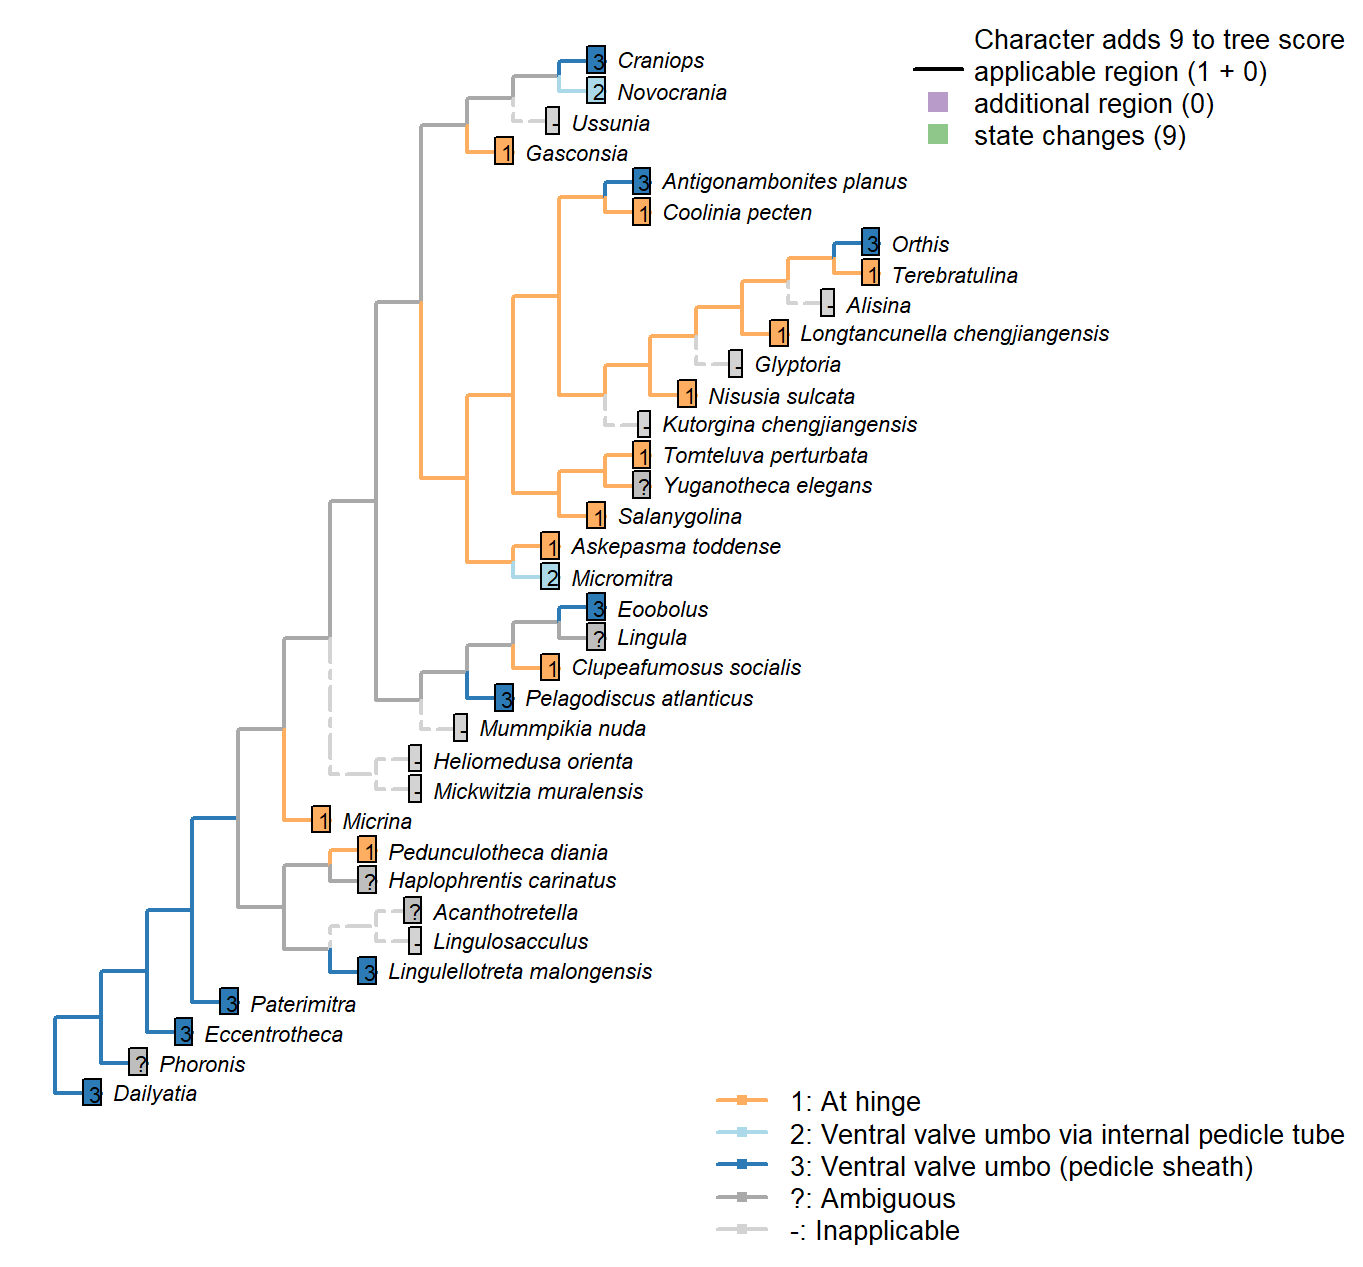 Character adds 9 to tree score
applicable region (1 + 0)
additional region (0)
state changes (9)
3 Craniops
2 Novocrania
- Ussunia
1 Gasconsia
3 Antigonambonites planus
1 Coolinia pecten
3 Orthis
1 Terebratulina
- Alisina
1 Longtancunella chengjiangensis
- Glyptoria
1 Nisusia sulcata
- Kutorgina chengjiangensis
1 Tomteluva perturbata
? Yuganotheca elegans
1 Salanygolina
1 Askepasma toddense
2 Micromitra
3 Eoobolus
? Lingula
1 Clupeafumosus socialis
3 Pelagodiscus atlanticus
- Mummpikia nuda
- Heliomedusa orienta
- Mickwitzia muralensis
1 Micrina
1 Pedunculotheca diania
? Haplophrentis carinatus
? Acanthotretella
- Lingulosacculus
3 Lingulellotreta malongensis
3 Paterimitra
3 Eccentrotheca
? Phoronis
3 Dailyatia
1: At hinge
2: Ventral valve umbo via internal pedicle tube
3: Ventral valve umbo (pedicle sheath)
?: Ambiguous
-: Inapplicable